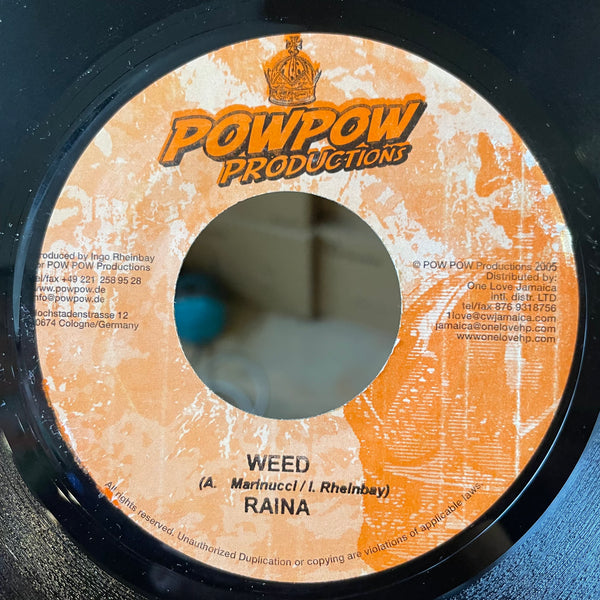 POWPOW
PRODUCTIONS
produced by Ingo Rheinbay
for POW POW Productions
tel/fax +49 221 258 95 28
www.powpow.de
info@powpow.de
Hochstadenstrasse 12
50674 Cologne/Germany
© POW POW Productions 2005
Distributed by:
One Love Jamaica
intl. distr. LTD
tel/fax 876 9318756
1love@cwjamaica.com
jamaica@onelovehp.com
www.onelovehp.com
WEED
(A. Marinucci / I. Rheinbay)
RAINA
All rights reserved. Unauthorized Duplication or copying are violations of applicable laws.